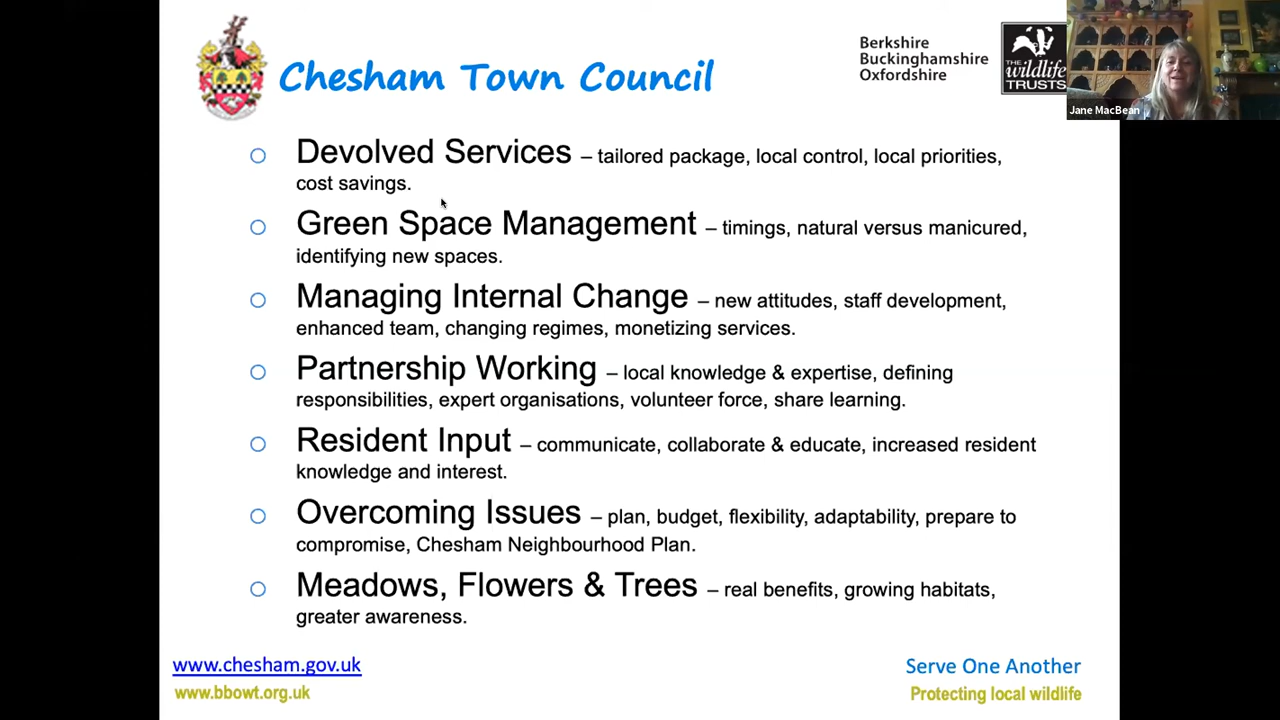 Chesham Town Council
Berkshire
Buckinghamshire
Oxfordshire
THE
wildlife
TRUSTS
Jane MacBean
Devolved Services – tailored package, local control, local priorities,
cost savings.
Green Space Management – timings, natural versus manicured,
identifying new spaces.
Managing Internal Change – new attitudes, staff development,
enhanced team, changing regimes, monetizing services.
Partnership Working – local knowledge & expertise, defining
responsibilities, expert organisations, volunteer force, share learning.
Resident Input – communicate, collaborate & educate, increased resident
knowledge and interest.
Overcoming Issues – plan, budget, flexibility, adaptability, prepare to
compromise, Chesham Neighbourhood Plan.
Meadows, Flowers & Trees – real benefits, growing habitats,
greater awareness.
www.chesham.gov.uk
Serve One Another
www.bbowt.org.uk
Protecting local wildlife